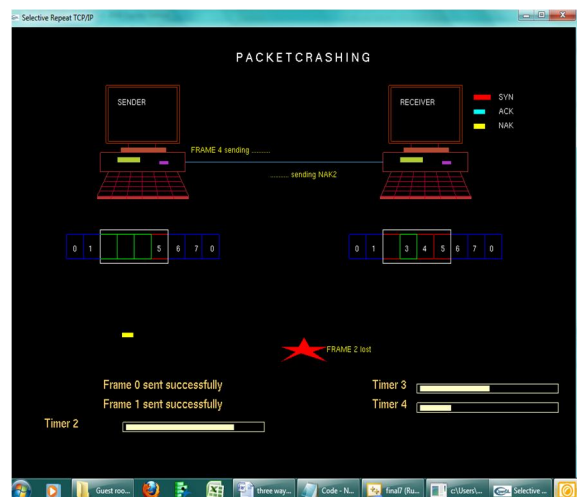 Selective Repeat TCP/IP
PACKETCRASHING
SENDER
RECEIVER
SYN
ACK
NAK
FRAME 4 sending ..........
.......... sending NAK2
0 1 5 6 7 0
0 1 3 4 5 6 7 0
FRAME 2 lost
Frame 0 sent successfully
Frame 1 sent successfully
Timer 2
Timer 3
Timer 4
Guest roo...
three way...
Code - N...
final7 (Ru...
c:\Users\...
Selective ...